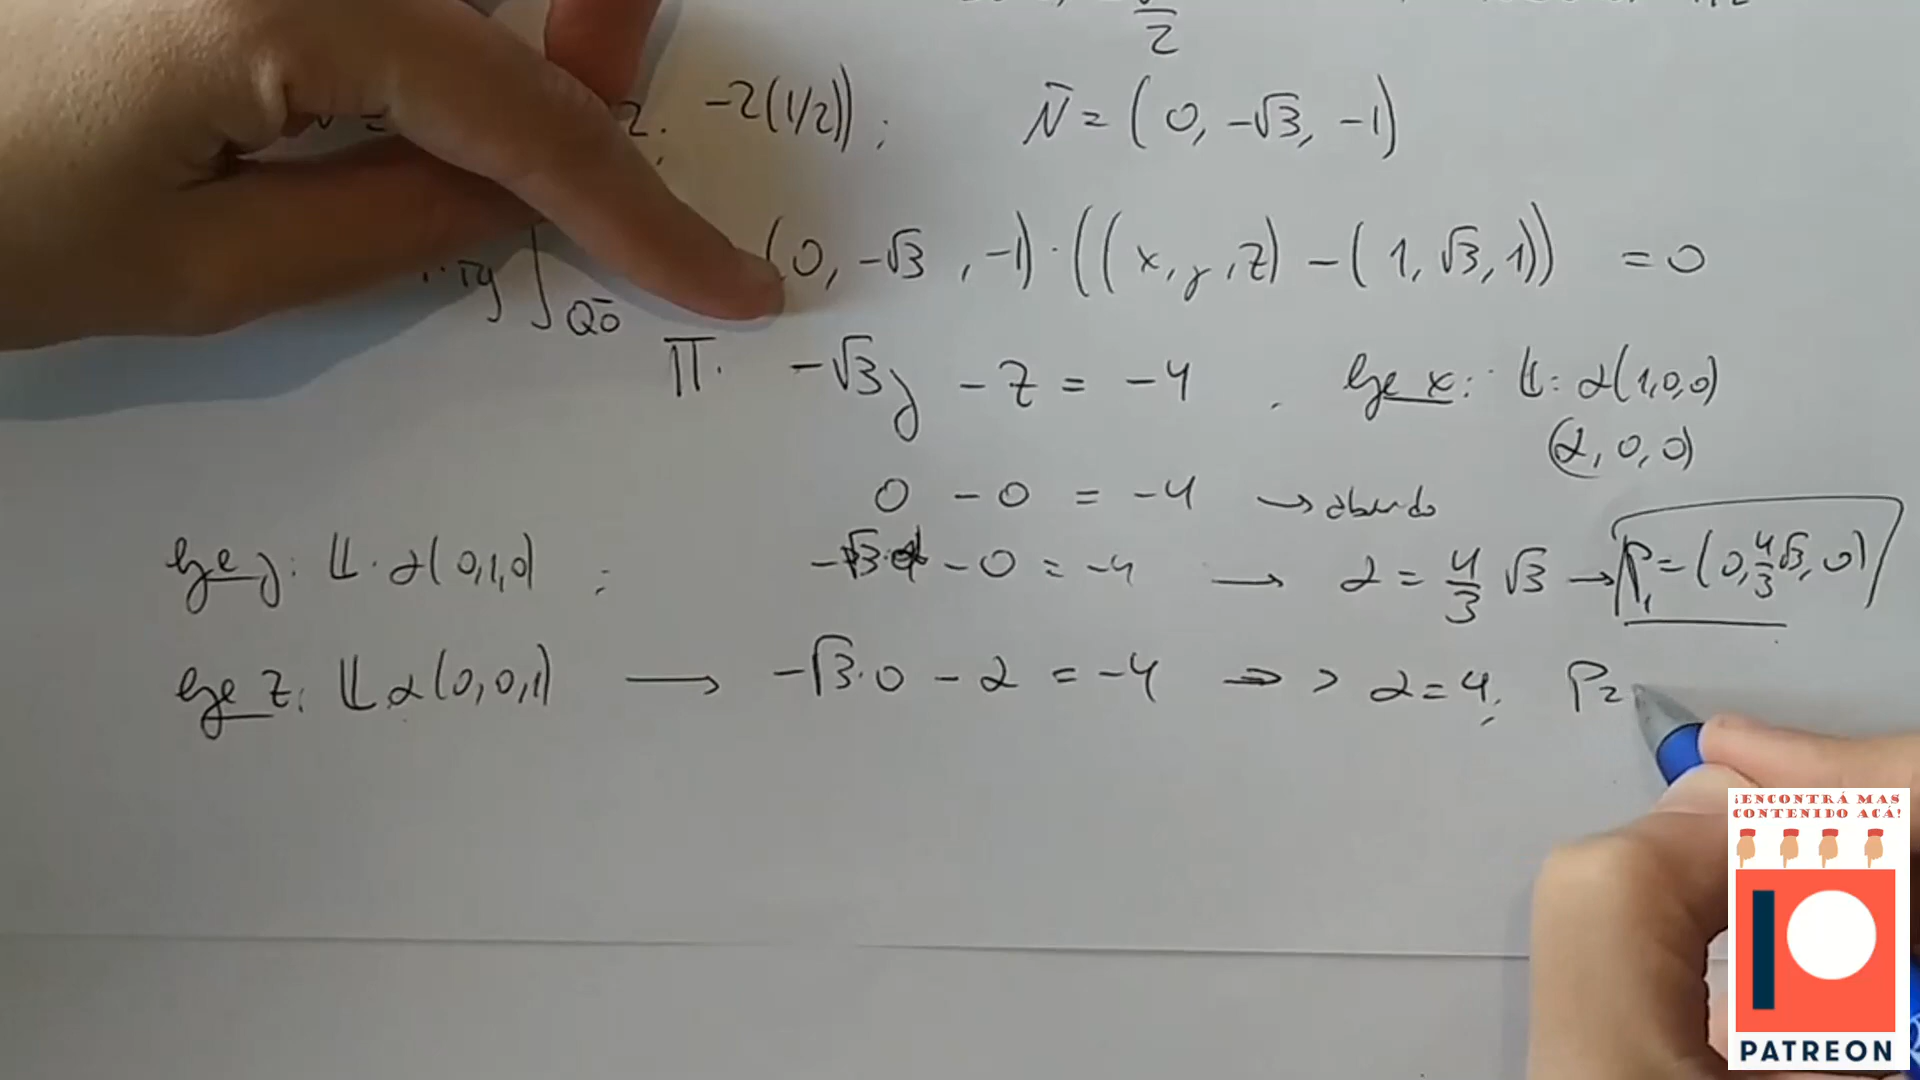 2
-2(1/2)); N̄ = (0, -√3, -1)
(0, -√3, -1)·((x, y, z) - (1, √3, 1)) = 0
Qō
π: -√3y - z = -4. Eje x: L: α(1,0,0)
(α, 0, 0)
0 - 0 = -4 → absurdo
Eje y: L: α(0,1,0); -√3·α - 0 = -4 → α = 4/3 √3 → P₁ = (0, 4/3 √3, 0)
Eje z: L: α(0,0,1) → -√3·0 - α = -4 => α = 4; P₂
¡ENCONTRÁ MAS
CONTENIDO ACÁ!
PATREON